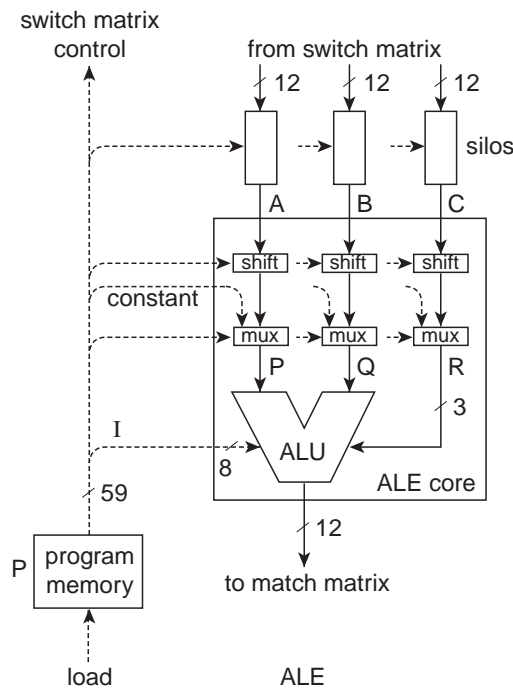 switch matrix
control
from switch matrix
12
12
12
silos
A
B
C
shift
shift
shift
constant
mux
mux
mux
P
Q
R
I
3
ALU
8
ALE core
59
12
P
program
memory
to match matrix
load
ALE